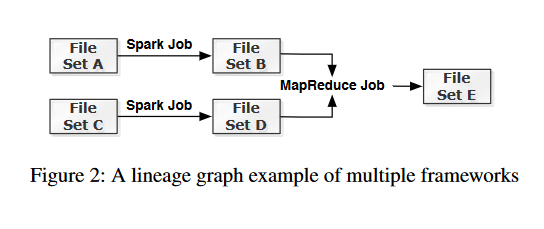 File
Set A
Spark Job
File
Set B
MapReduce Job
File
Set E
File
Set C
Spark Job
File
Set D
Figure 2: A lineage graph example of multiple frameworks